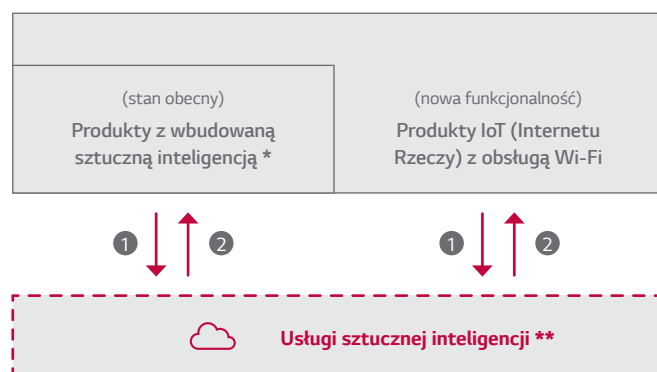 (stan obecny)
Produkty z wbudowaną
sztuczną inteligencją *
(nowa funkcjonalność)
Produkty IoT (Internetu
Rzeczy) z obsługą Wi-Fi
1
2
1
2
Usługi sztucznej inteligencji **